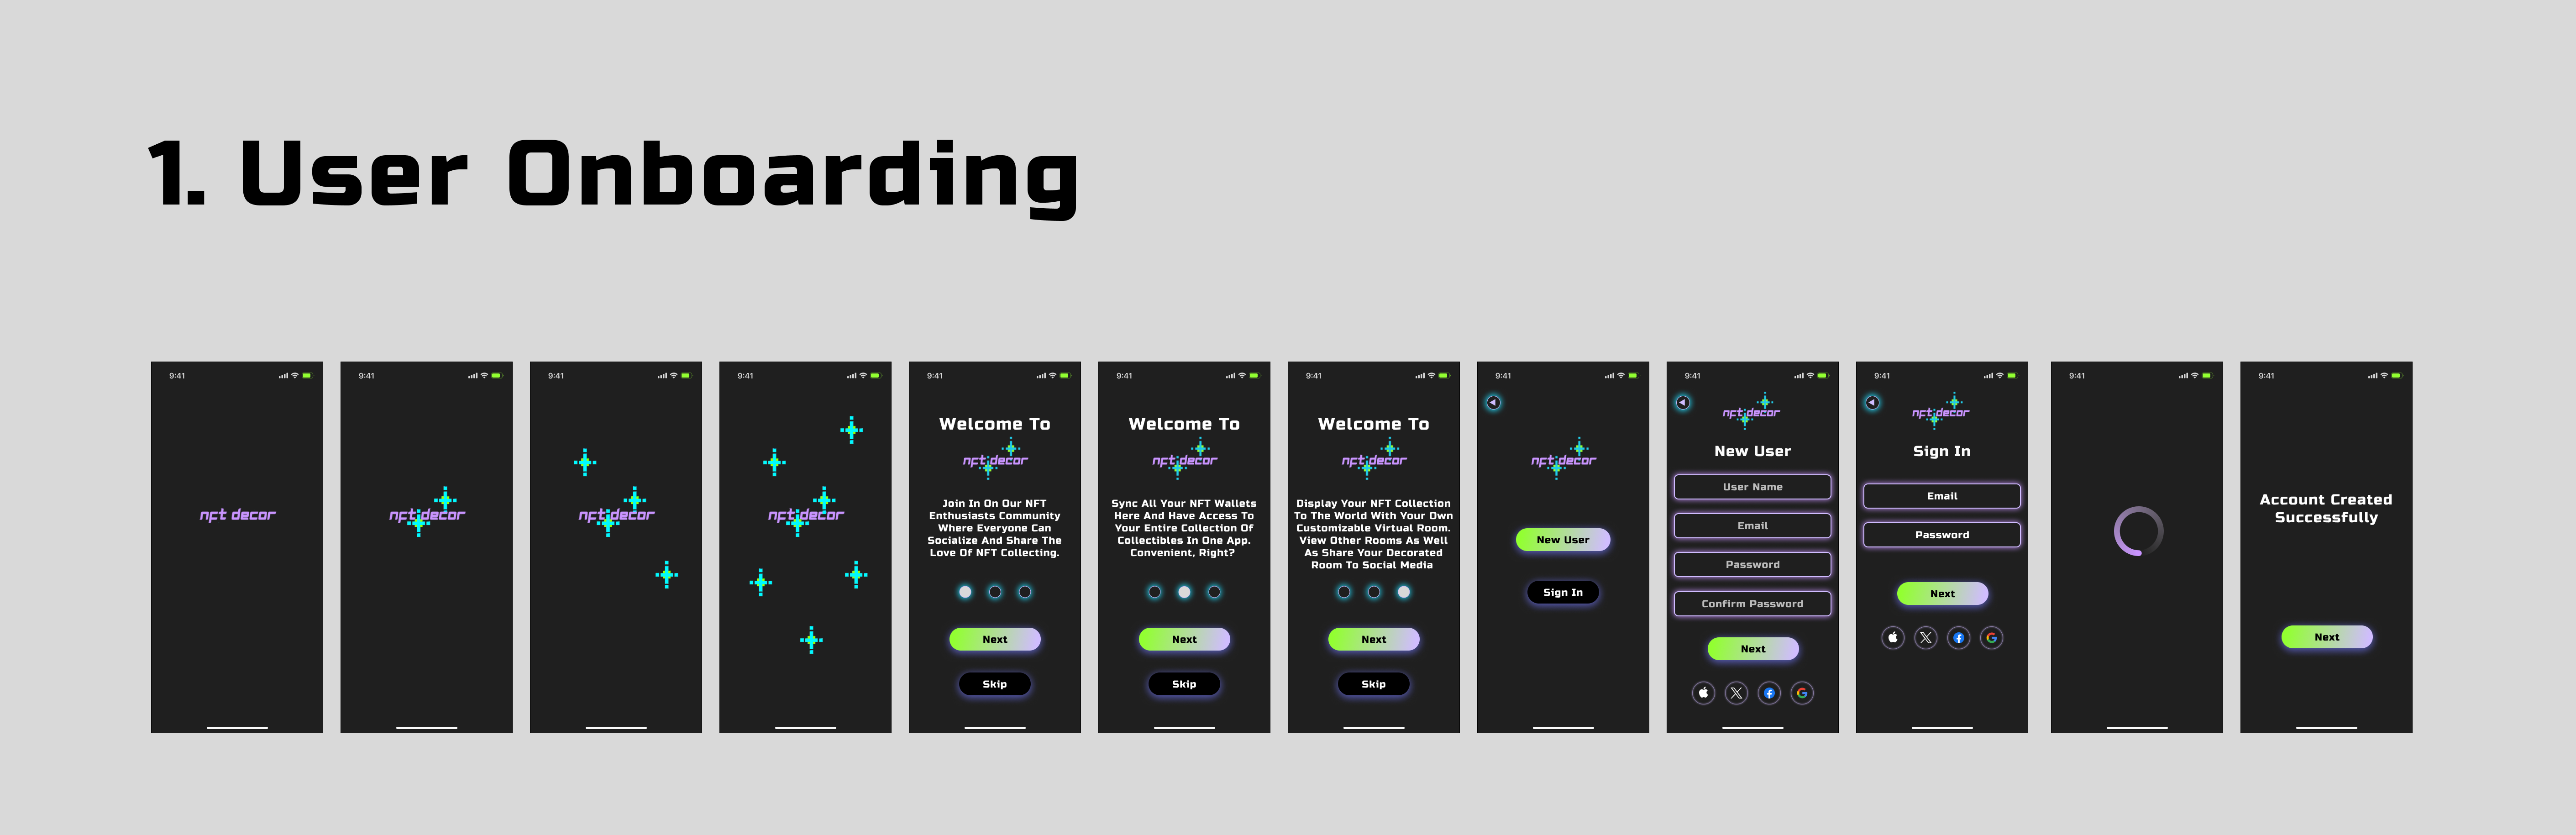 1. User Onboarding
9:41
nft decor
9:41
nft decor
9:41
nft decor
9:41
nft decor
9:41
Welcome To
nft decor
Join In On Our NFT
Enthusiasts Community
Where Everyone Can
Socialize And Share The
Love Of NFT Collecting.
Next
Skip
9:41
Welcome To
nft decor
Sync All Your NFT Wallets
Here And Have Access To
Your Entire Collection Of
Collectibles In One App.
Convenient, Right?
Next
Skip
9:41
Welcome To
nft decor
Display Your NFT Collection
To The World With Your Own
Customizable Virtual Room.
View Other Rooms As Well
As Share Your Decorated
Room To Social Media
Next
Skip
9:41
nft decor
New User
Sign In
9:41
nft decor
New User
User Name
Email
Password
Confirm Password
Next
9:41
nft decor
Sign In
Email
Password
Next
9:41
9:41
Account Created
Successfully
Next